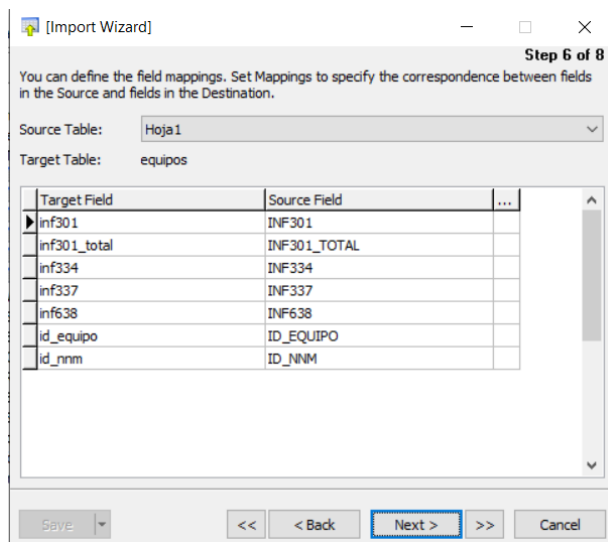 [Import Wizard]
Step 6 of 8
You can define the field mappings. Set Mappings to specify the correspondence between fields
in the Source and fields in the Destination.
Source Table: Hoja1
Target Table: equipos
Target Field Source Field ...
inf301 INF301
inf301_total INF301_TOTAL
inf334 INF334
inf337 INF337
inf638 INF638
id_equipo ID_EQUIPO
id_nnm ID_NNM
Save << < Back Next > >> Cancel